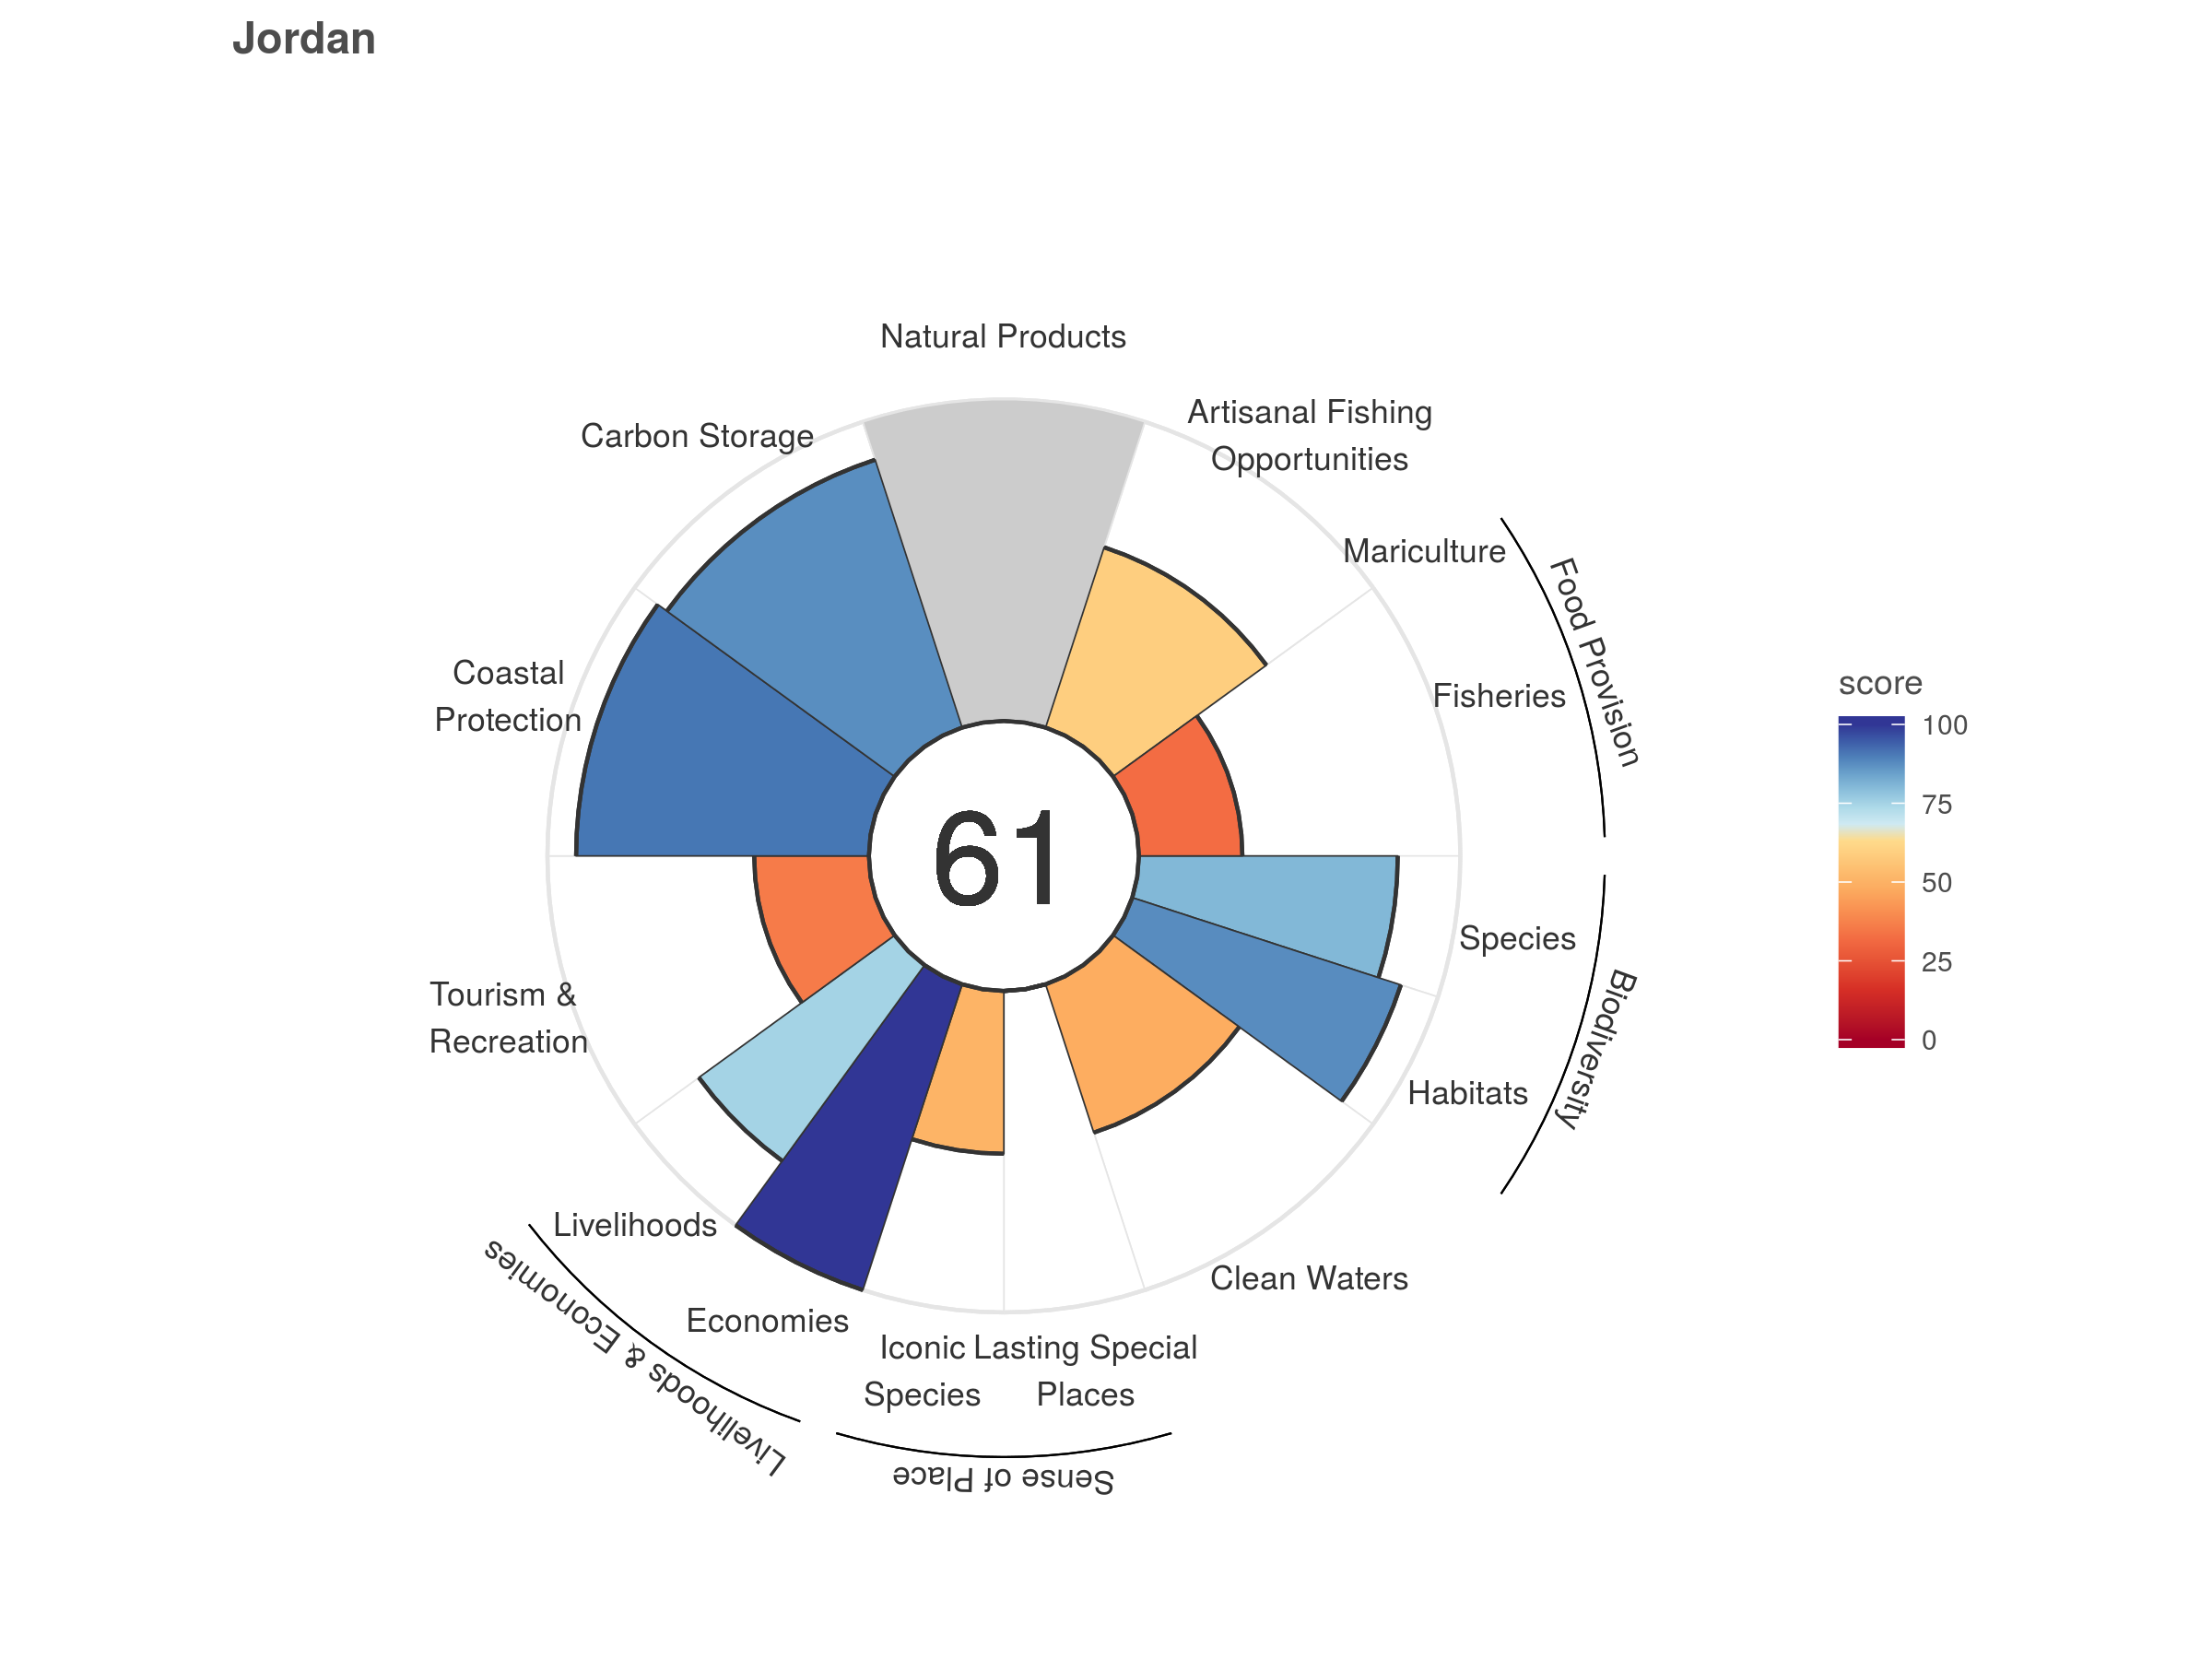 Jordan
Natural Products
Carbon Storage
Artisanal Fishing
Opportunities
Mariculture
Food Provision
Fisheries
Coastal
Protection
61
Species
Biodiversity
Habitats
Tourism &
Recreation
Livelihoods
Economies
Livelihoods & Economies
Clean Waters
Iconic
Species
Lasting Special
Places
Sense of Place
score
100
75
50
25
0